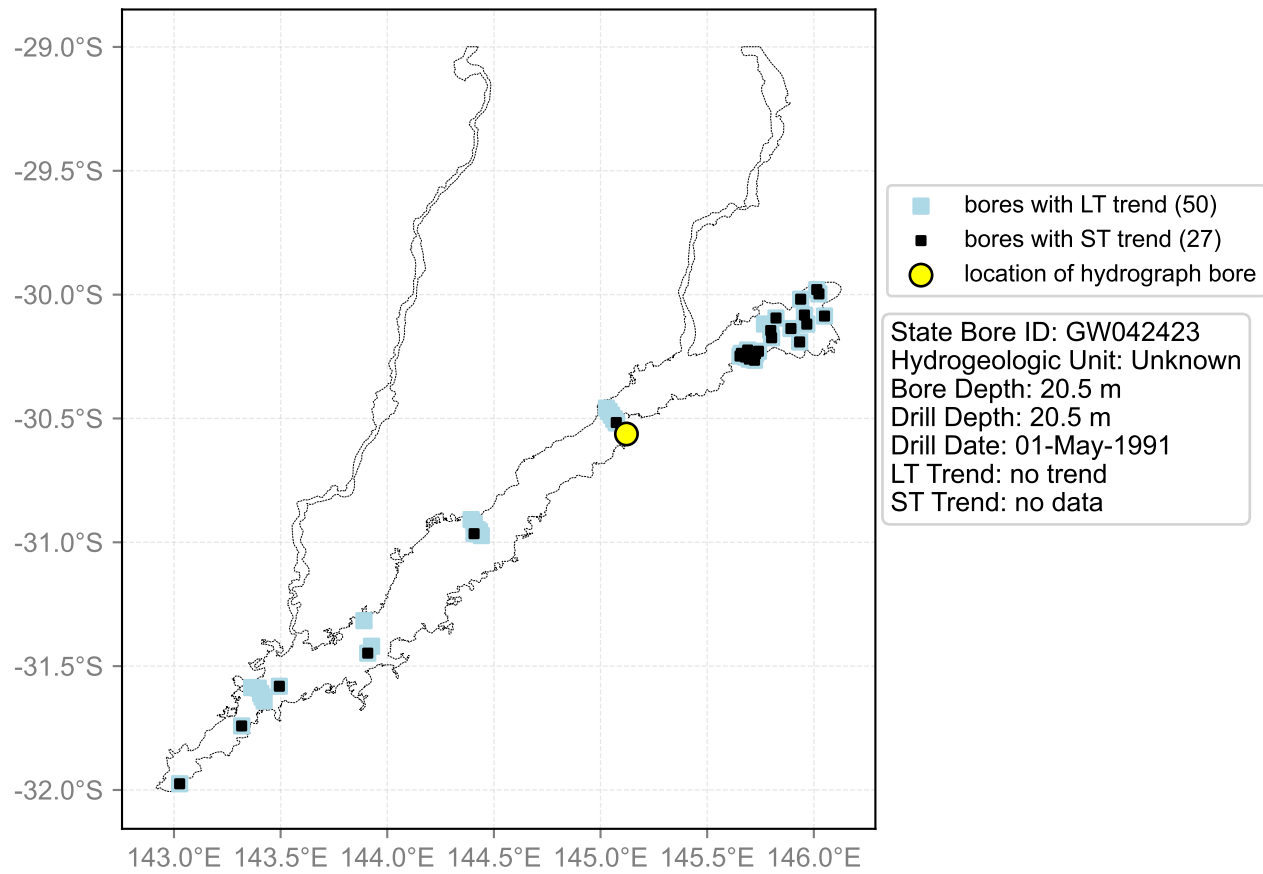 -29.0°S
-29.5°S
-30.0°S
-30.5°S
-31.0°S
-31.5°S
-32.0°S
143.0°E 143.5°E 144.0°E 144.5°E 145.0°E 145.5°E 146.0°E
bores with LT trend (50)
bores with ST trend (27)
location of hydrograph bore
State Bore ID: GW042423
Hydrogeologic Unit: Unknown
Bore Depth: 20.5 m
Drill Depth: 20.5 m
Drill Date: 01-May-1991
LT Trend: no trend
ST Trend: no data